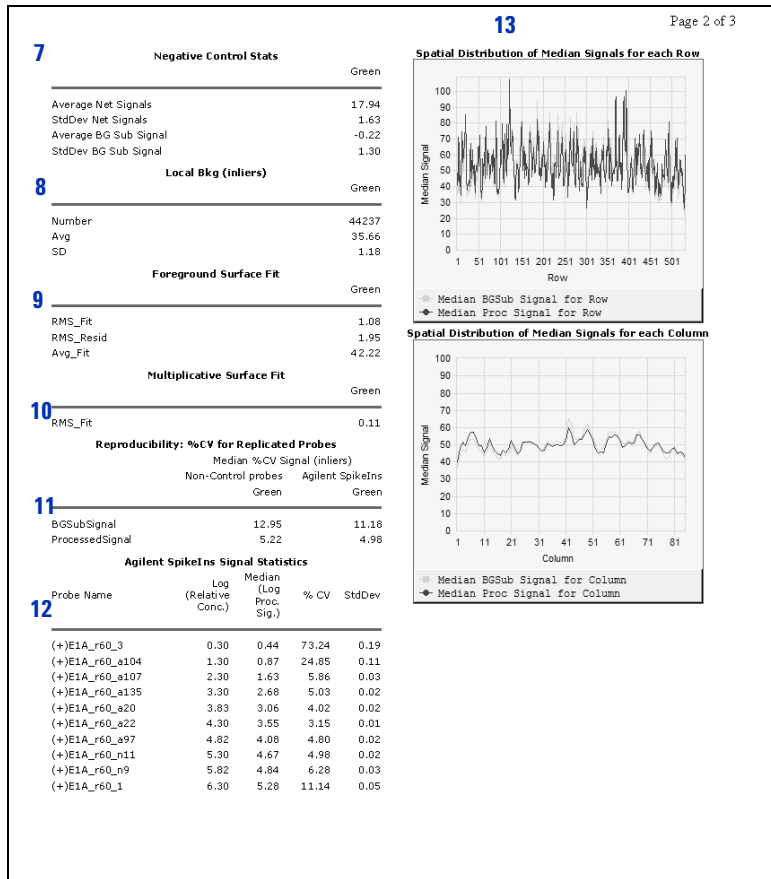 13
Page 2 of 3
7
Negative Control Stats
Green
Average Net Signals 17.94
StdDev Net Signals 1.63
Average BG Sub Signal -0.22
StdDev BG Sub Signal 1.30
8
Local Bkg (inliers)
Green
Number 44237
Avg 35.66
SD 1.18
Foreground Surface Fit
Green
9
RMS_Fit 1.08
RMS_Resid 1.95
Avg_Fit 42.22
Multiplicative Surface Fit
Green
10
RMS_Fit 0.11
Reproducibility: %CV for Replicated Probes
Median %CV Signal (inliers)
Non-Control probes Agilent SpikeIns
Green Green
11
BGSubSignal 12.95 11.18
ProcessedSignal 5.22 4.98
Agilent SpikeIns Signal Statistics
Probe Name Log (Relative Conc.) Median (Log Proc. Sig.) % CV StdDev
12
(+)E1A_r60_3 0.30 0.44 73.24 0.19
(+)E1A_r60_a104 1.30 0.87 24.85 0.11
(+)E1A_r60_a107 2.30 1.63 5.86 0.03
(+)E1A_r60_a135 3.30 2.68 5.03 0.02
(+)E1A_r60_a20 3.83 3.06 4.02 0.02
(+)E1A_r60_a22 4.30 3.55 3.15 0.01
(+)E1A_r60_a97 4.82 4.08 4.80 0.02
(+)E1A_r60_n11 5.30 4.67 4.98 0.02
(+)E1A_r60_n9 5.82 4.84 6.28 0.03
(+)E1A_r60_1 6.30 5.28 11.14 0.05
Spatial Distribution of Median Signals for each Row
Median Signal
100
90
80
70
60
50
40
30
20
10
0
1 51 101 151 201 251 301 351 401 451 501
Row
Median BGSub Signal for Row
Median Proc Signal for Row
Spatial Distribution of Median Signals for each Column
Median Signal
100
90
80
70
60
50
40
30
20
10
0
1 11 21 31 41 51 61 71 81
Column
Median BGSub Signal for Column
Median Proc Signal for Column